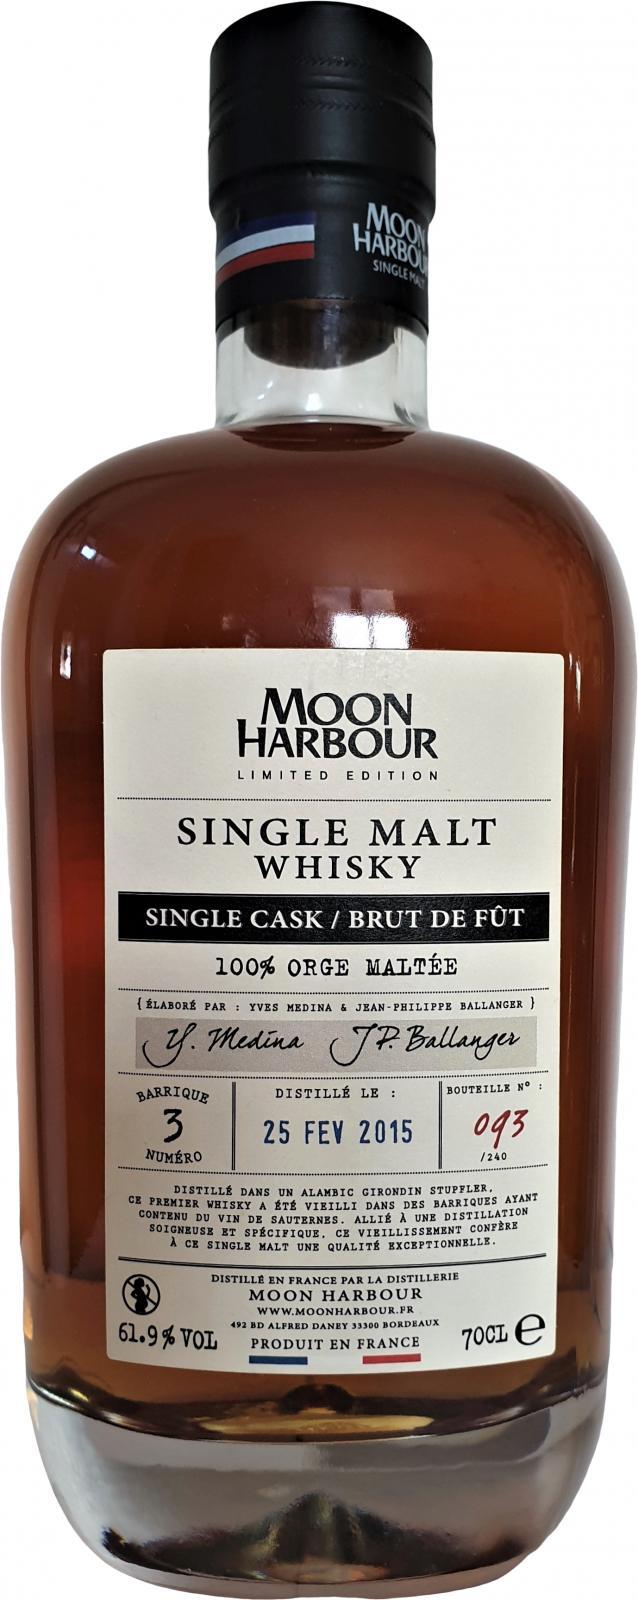 MOON
HARBOUR
SINGLE MALT
MOON
HARBOUR
LIMITED EDITION
SINGLE MALT
WHISKY
SINGLE CASK / BRUT DE FÛT
100% ORGE MALTÉE
{ ÉLABORÉ PAR : YVES MEDINA & JEAN-PHILIPPE BALLANGER }
Y. Medina JP. Ballanger
BARRIQUE
3
NUMÉRO
DISTILLÉ LE :
25 FEV 2015
BOUTEILLE N° :
093
/240
DISTILLÉ DANS UN ALAMBIC GIRONDIN STUPFLER,
CE PREMIER WHISKY A ÉTÉ VIEILLI DANS DES BARRIQUES AYANT
CONTENU DU VIN DE SAUTERNES. ALLIÉ À UNE DISTILLATION
SOIGNEUSE ET SPÉCIFIQUE, CE VIEILLISSEMENT CONFÈRE
À CE SINGLE MALT UNE QUALITÉ EXCEPTIONNELLE.
DISTILLÉ EN FRANCE PAR LA DISTILLERIE
MOON HARBOUR
WWW.MOONHARBOUR.FR
492 BD ALFRED DANEY 33300 BORDEAUX
61.9% VOL PRODUIT EN FRANCE 70CL e